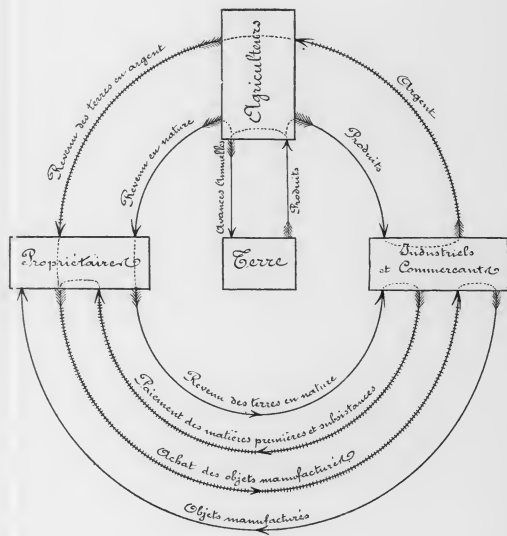 Agriculteurs
Revenu des terres en argent
Argent
Revenu en nature
Produits
Avances Annuelles
Produits
Propriétaires
Terre
Industriels
et Commerçants
Revenu des terres en nature
Paiement des matières premières et subsistances
Achat des objets manufacturés
Objets manufacturés